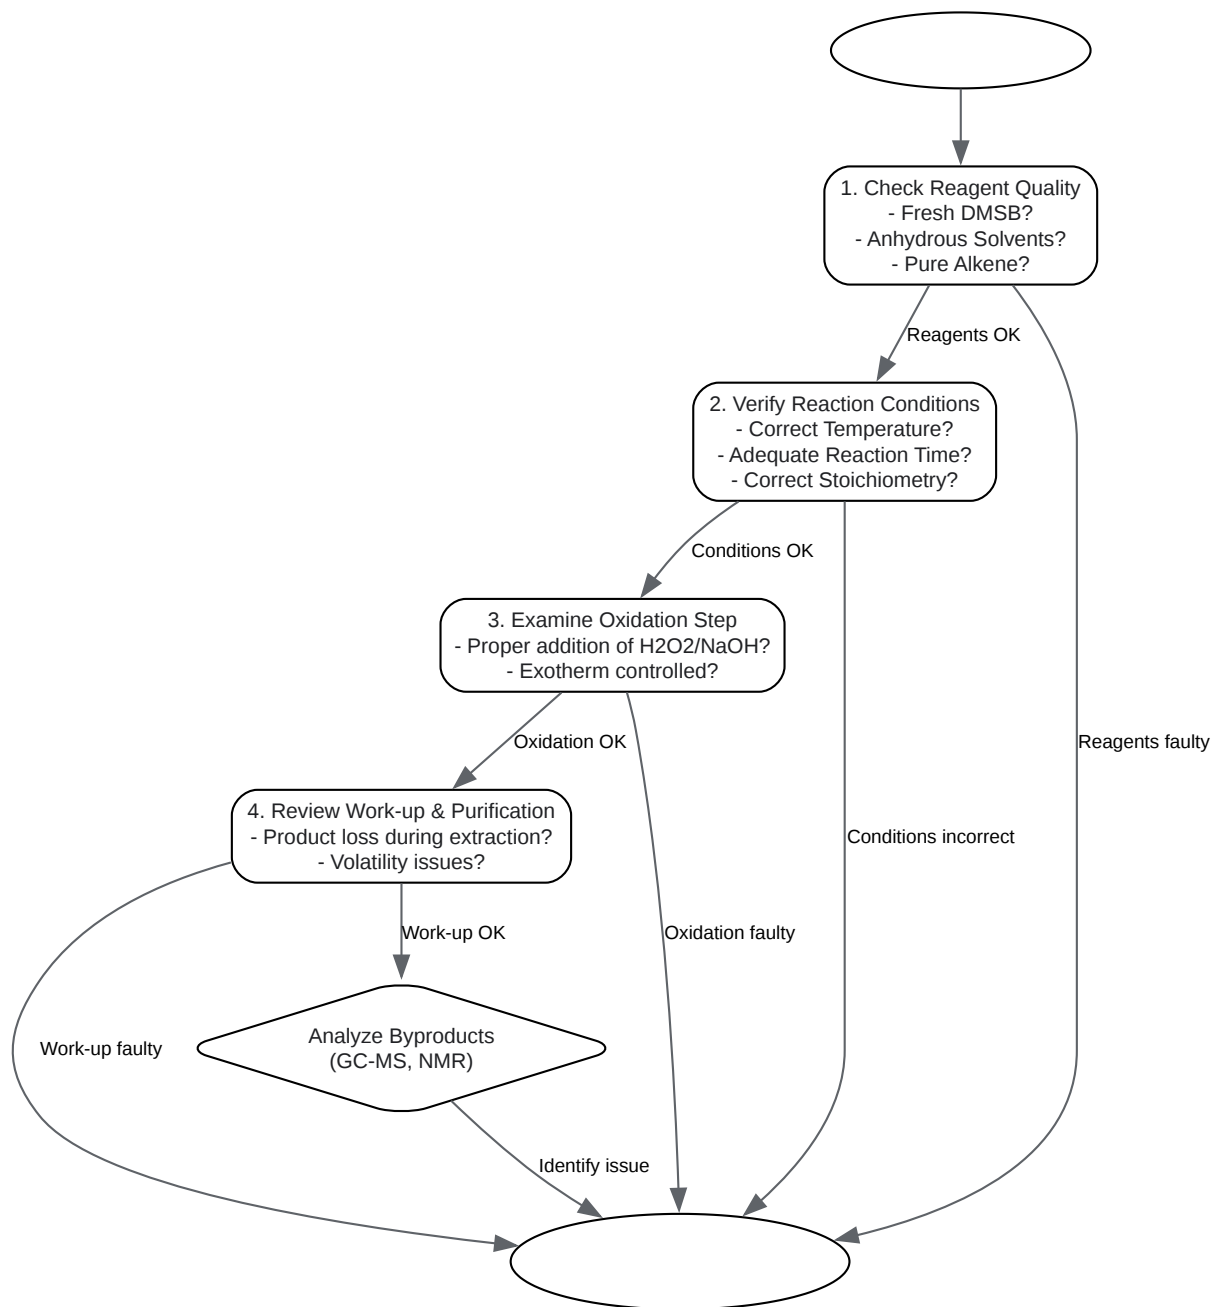 1. Check Reagent Quality
- Fresh DMSB?
- Anhydrous Solvents?
- Pure Alkene?
Reagents OK
2. Verify Reaction Conditions
- Correct Temperature?
- Adequate Reaction Time?
- Correct Stoichiometry?
Conditions OK
3. Examine Oxidation Step
- Proper addition of H2O2/NaOH?
- Exotherm controlled?
Oxidation OK
Reagents faulty
4. Review Work-up & Purification
- Product loss during extraction?
- Volatility issues?
Conditions incorrect
Work-up OK
Oxidation faulty
Analyze Byproducts
(GC-MS, NMR)
Work-up faulty
Identify issue